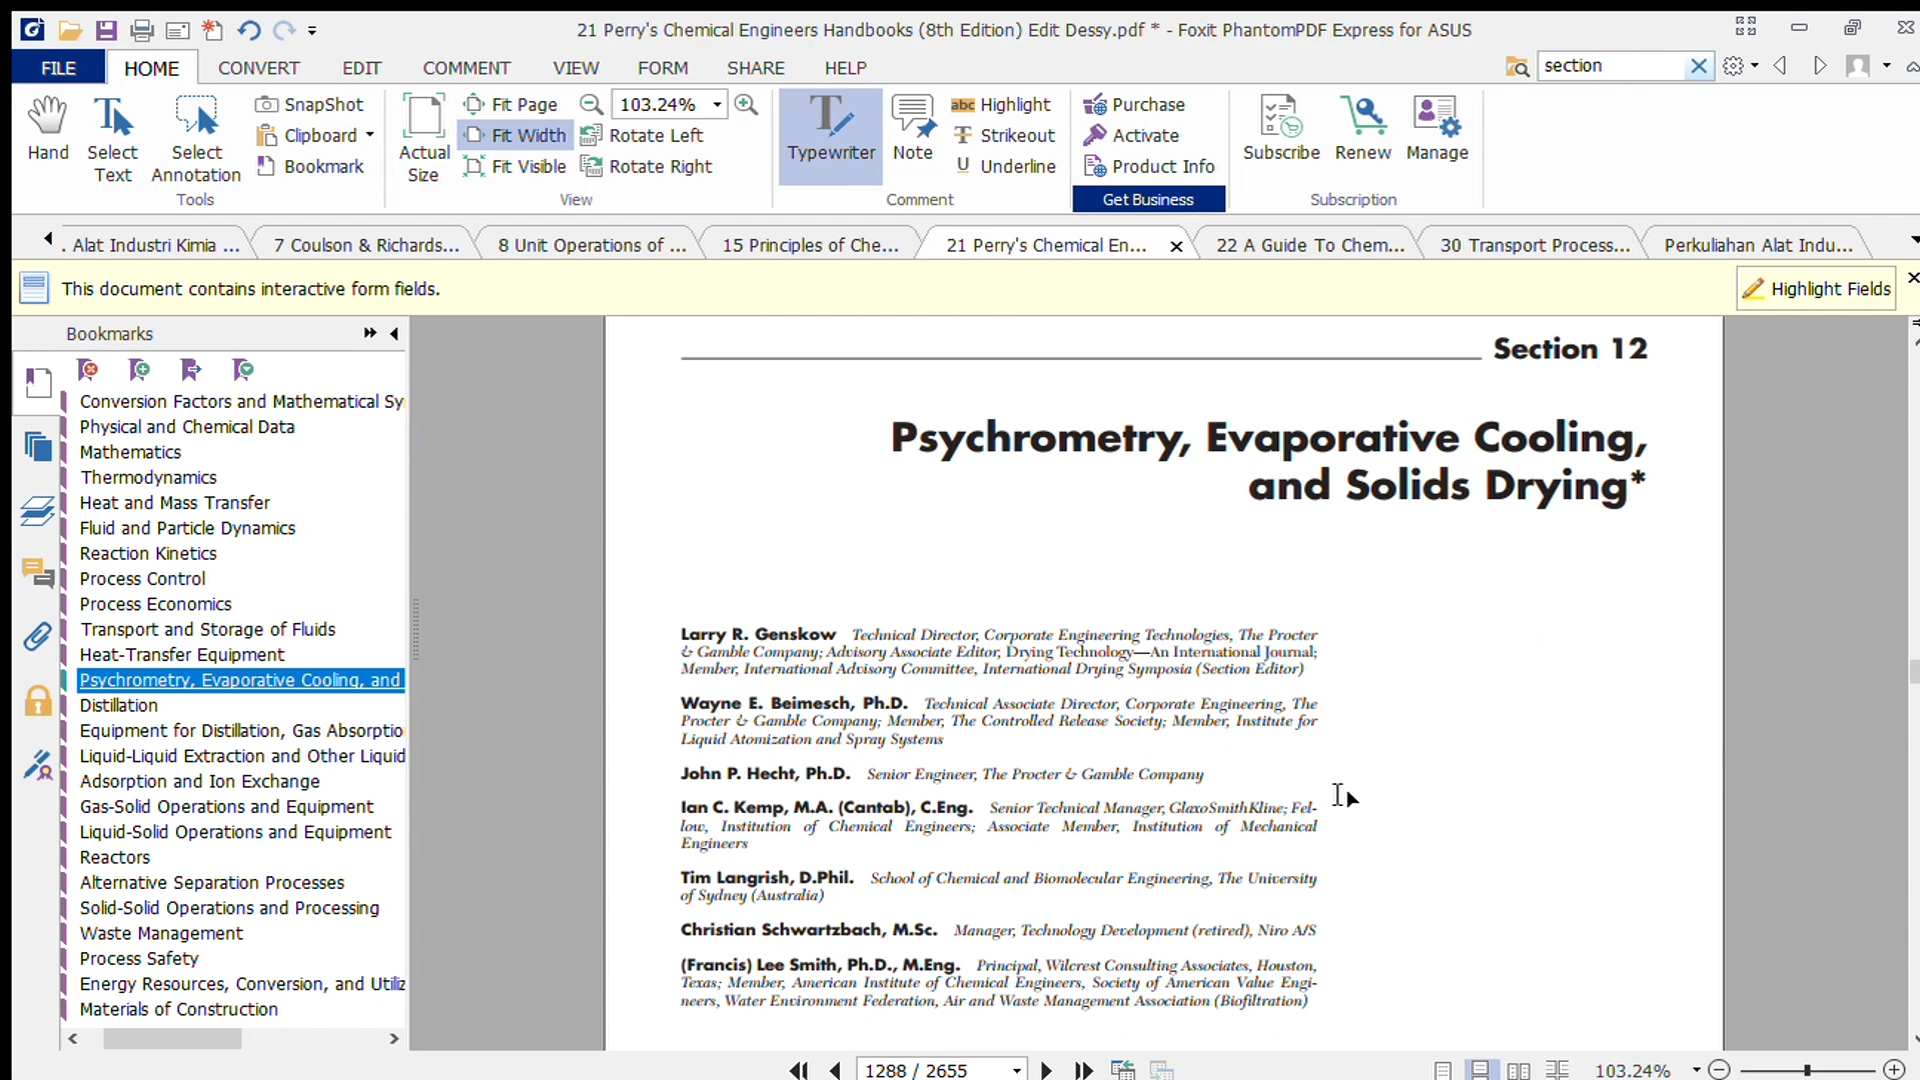 21 Perry's Chemical Engineers Handbooks (8th Edition) Edit Dessy.pdf * - Foxit PhantomPDF Express for ASUS
FILE HOME CONVERT EDIT COMMENT VIEW FORM SHARE HELP section
Hand
Select Text
Select Annotation
SnapShot
Clipboard
Bookmark
Tools
Actual Size
Fit Page
Fit Width
Fit Visible
103.24%
Rotate Left
Rotate Right
View
Typewriter
Note
abc Highlight
T Strikeout
U Underline
Comment
Purchase
Activate
Product Info
Get Business
Subscribe
Renew
Manage
Subscription
. Alat Industri Kimia ... 7 Coulson & Richards... 8 Unit Operations of ... 15 Principles of Che... 21 Perry's Chemical En... 22 A Guide To Chem... 30 Transport Process... Perkuliahan Alat Indu...
This document contains interactive form fields. Highlight Fields
Bookmarks
Conversion Factors and Mathematical Sy
Physical and Chemical Data
Mathematics
Thermodynamics
Heat and Mass Transfer
Fluid and Particle Dynamics
Reaction Kinetics
Process Control
Process Economics
Transport and Storage of Fluids
Heat-Transfer Equipment
Psychrometry, Evaporative Cooling, and
Distillation
Equipment for Distillation, Gas Absorptio
Liquid-Liquid Extraction and Other Liquid
Adsorption and Ion Exchange
Gas-Solid Operations and Equipment
Liquid-Solid Operations and Equipment
Reactors
Alternative Separation Processes
Solid-Solid Operations and Processing
Waste Management
Process Safety
Energy Resources, Conversion, and Utiliz
Materials of Construction
Section 12
Psychrometry, Evaporative Cooling,
and Solids Drying*
Larry R. Genskow Technical Director, Corporate Engineering Technologies, The Procter
& Gamble Company; Advisory Associate Editor, Drying Technology—An International Journal;
Member, International Advisory Committee, International Drying Symposia (Section Editor)
Wayne E. Beimesch, Ph.D. Technical Associate Director, Corporate Engineering, The
Procter & Gamble Company; Member, The Controlled Release Society; Member, Institute for
Liquid Atomization and Spray Systems
John P. Hecht, Ph.D. Senior Engineer, The Procter & Gamble Company
Ian C. Kemp, M.A. (Cantab), C.Eng. Senior Technical Manager, GlaxoSmithKline; Fel-
low, Institution of Chemical Engineers; Associate Member, Institution of Mechanical
Engineers
Tim Langrish, D.Phil. School of Chemical and Biomolecular Engineering, The University
of Sydney (Australia)
Christian Schwartzbach, M.Sc. Manager, Technology Development (retired), Niro A/S
(Francis) Lee Smith, Ph.D., M.Eng. Principal, Wilcrest Consulting Associates, Houston,
Texas; Member, American Institute of Chemical Engineers, Society of American Value Engi-
neers, Water Environment Federation, Air and Waste Management Association (Biofiltration)
1288 / 2655 103.24%